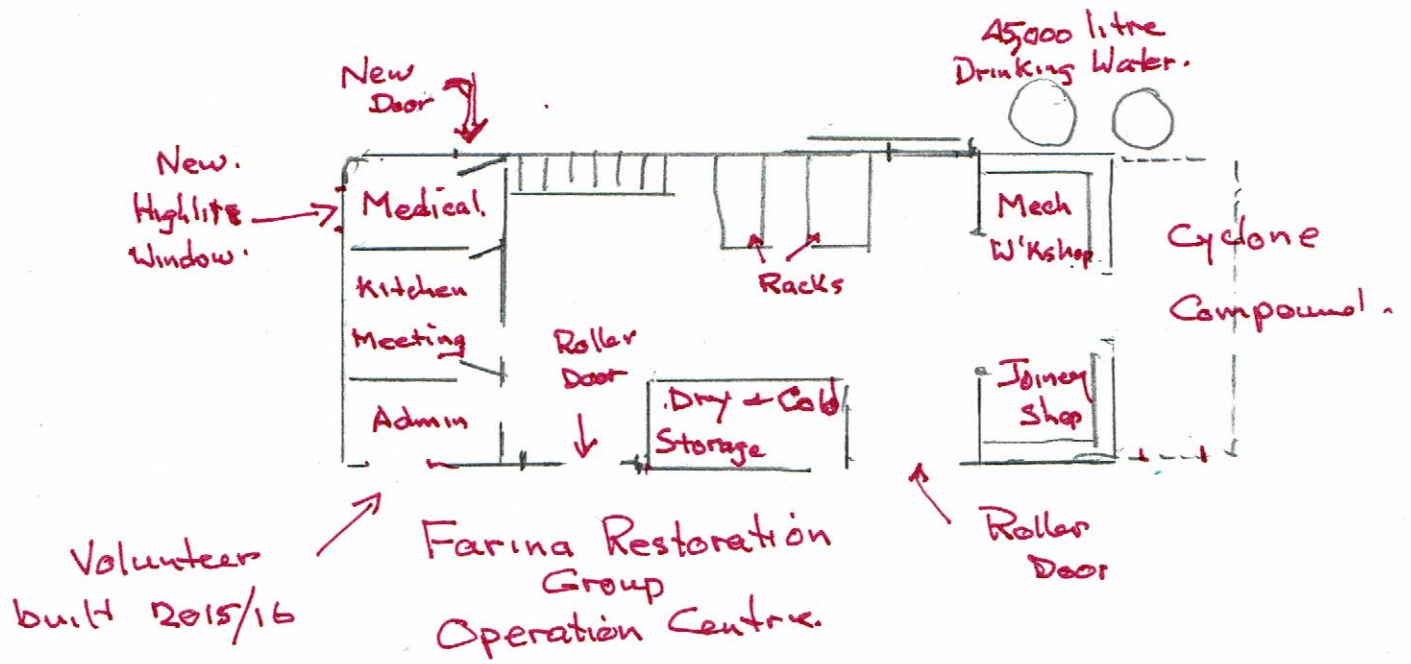 45,000 litre
Drinking Water.
New
Door
New.
Highlite
Window.
Medical.
Kitchen
Meeting
Admin
Roller
Door
Racks
Mech
W'Kshop
Cyclone
Compound.
Dry + Cold
Storage
Joinery
Shop
Roller
Door
Volunteer
built 2015/16
Farina Restoration
Group
Operation Centre.